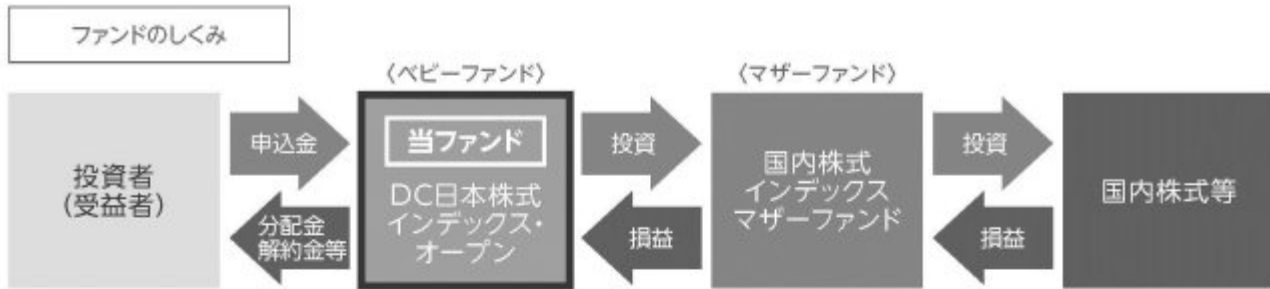 ファンドのしくみ
〈ベビーファンド〉
〈マザーファンド〉
投資者
(受益者)
申込金
分配金
解約金等
当ファンド
DC日本株式
インデックス・
オープン
投資
損益
国内株式
インデックス
マザーファンド
投資
損益
国内株式等